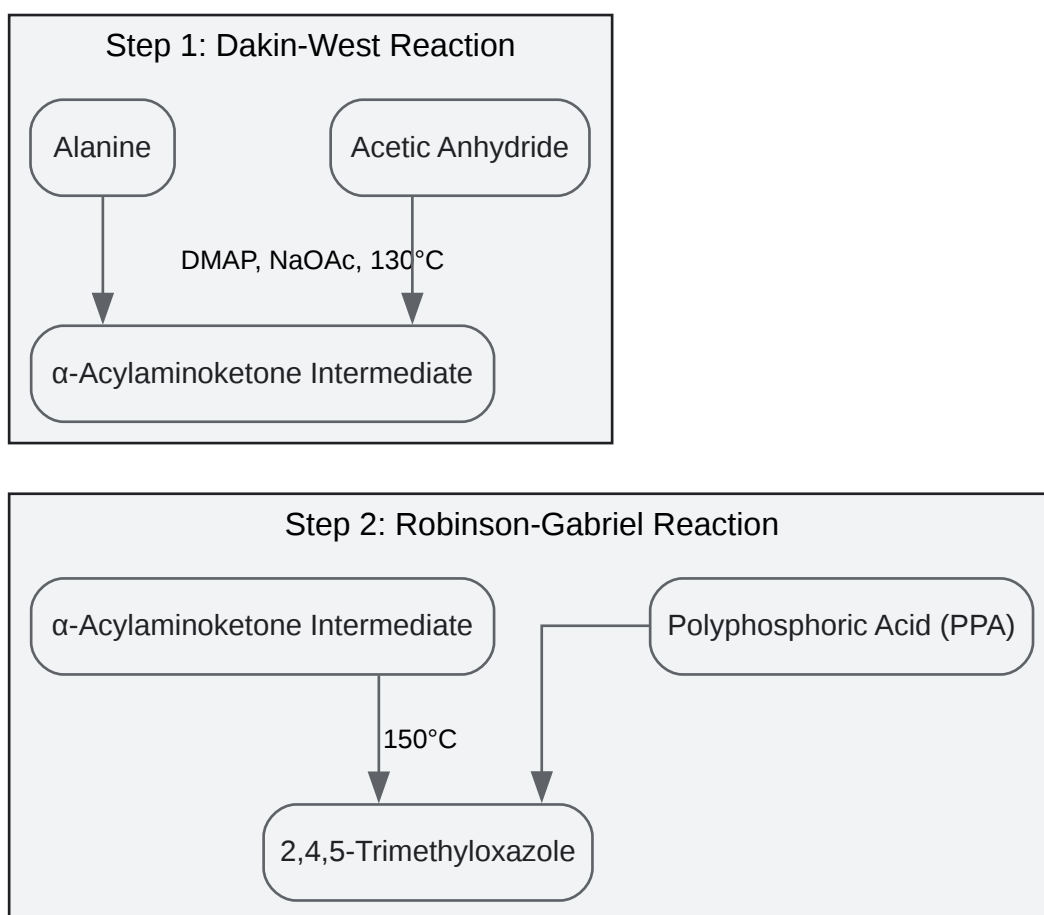 Step 1: Dakin-West Reaction
Alanine
Acetic Anhydride
DMAP, NaOAc, 130°C
α-Acylaminoketone Intermediate
Step 2: Robinson-Gabriel Reaction
α-Acylaminoketone Intermediate
Polyphosphoric Acid (PPA)
150°C
2,4,5-Trimethyloxazole